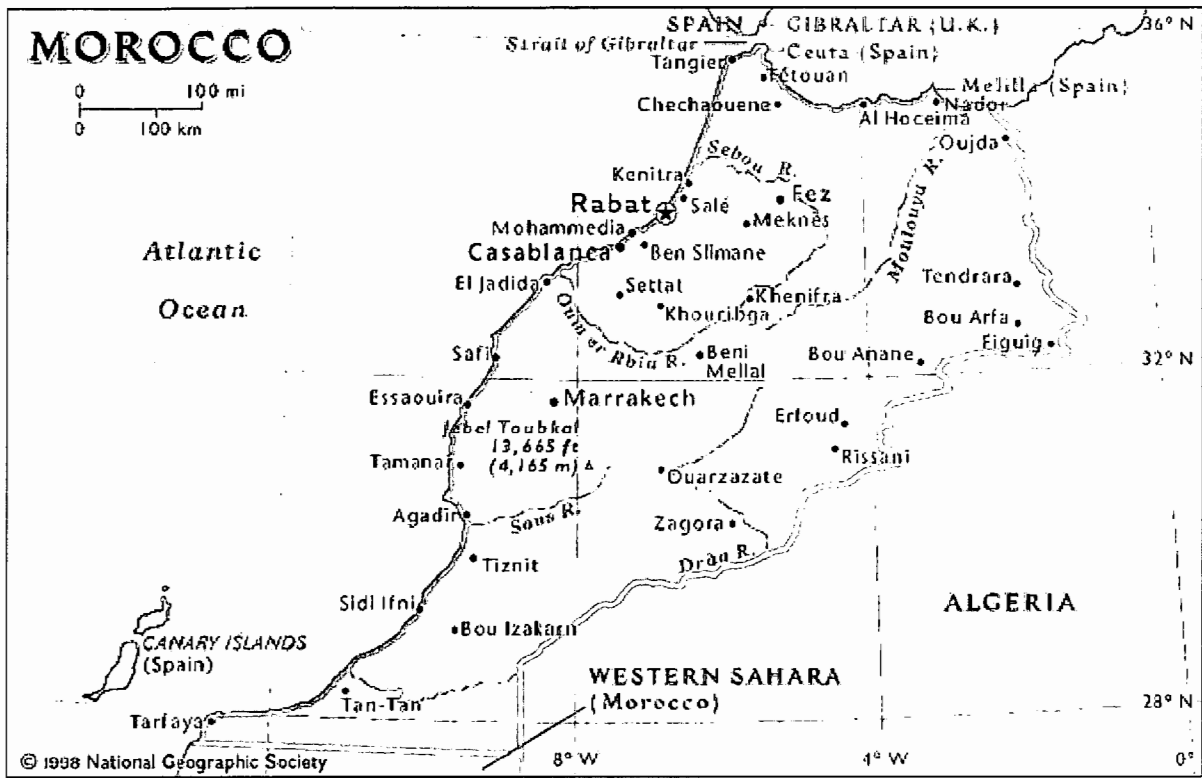 MOROCCO
0 100 mi
0 100 km
SPAIN
GIBRALTAR (U.K.)
36° N
Strait of Gibraltar
Ceuta (Spain)
Tangier
Tétouan
Melilla (Spain)
Chechaouene
Al Hoceima
Nador
Oujda
Sebou R.
Moulouyd R.
Kenitra
Fez
Rabat
Salé
Meknès
Mohammedia
Casablanca
Ben Slimane
Atlantic
Ocean
El Jadida
Settat
Khouribga
Khenifra
Tendrara
Oum er Rbia R.
Bou Arfa
Figuig
Safi
Beni
Mellal
Bou Anane
32° N
Essaouira
Marrakech
Erfoud
Jebel Toubkal
13,665 ft
(4,165 m)
Tamanar
Ouarzazate
Rissani
Agadir
Sous R.
Zagora
Tiznit
Drâa R.
Sidi Ifni
ALGERIA
Bou Izakarn
CANARY ISLANDS
(Spain)
WESTERN SAHARA
(Morocco)
Tan-Tan
28° N
Tarfaya
© 1998 National Geographic Society
8° W
4° W
0°